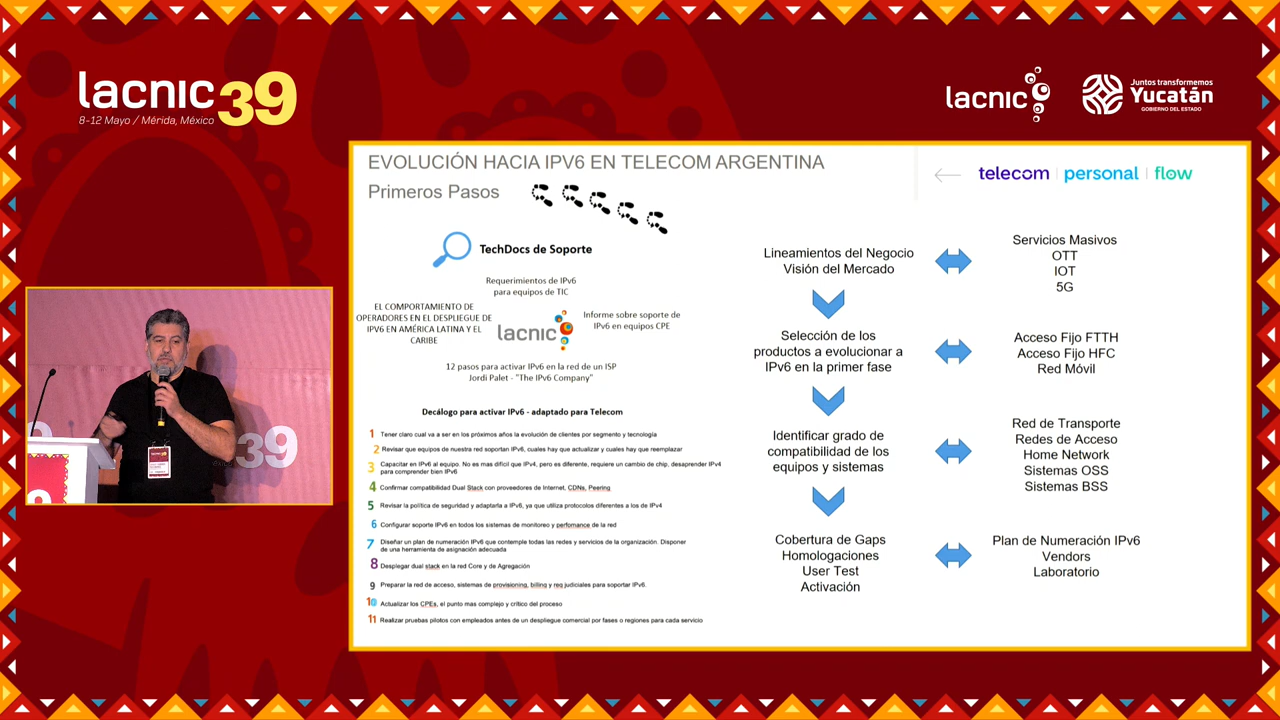 lacnic39
8-12 Mayo / Mérida, México
lacnic
Juntos transformemos
Yucatán
GOBIERNO DEL ESTADO
EVOLUCIÓN HACIA IPV6 EN TELECOM ARGENTINA
Primeros Pasos
telecom | personal | flow
TechDocs de Soporte
Requerimientos de IPv6
para equipos de TIC
EL COMPORTAMIENTO DE
OPERADORES EN EL DESPLIEGUE DE
IPV6 EN AMÉRICA LATINA Y EL
CARIBE
lacnic
Informe sobre soporte de
IPv6 en equipos CPE
12 pasos para activar IPv6 en la red de un ISP
Jordi Palet - "The IPv6 Company"
Decálogo para activar IPv6 - adaptado para Telecom
1 Tener claro cual va a ser en los próximos años la evolución de clientes por segmento y tecnología
2 Revisar que equipos de nuestra red soportan IPv6, cuales hay que actualizar y cuales hay que reemplazar
3 Capacitar en IPv6 al equipo. No es mas difícil que IPv4, pero es diferente, requiere un cambio de chip, desaprender IPv4
para comprender bien IPv6
4 Confirmar compatibilidad Dual Stack con proveedores de Internet, CDNs, Peering
5 Revisar la política de seguridad y adaptarla a IPv6, ya que utiliza protocolos diferentes a los de IPv4
6 Configurar soporte IPv6 en todos los sistemas de monitoreo y perfomance de la red
7 Diseñar un plan de numeración IPv6 que contemple todas las redes y servicios de la organización. Disponer
de una herramienta de asignación adecuada
8 Desplegar dual stack en la red Core y de Agregación
9 Preparar la red de acceso, sistemas de provisioning, billing y req judiciales para soportar IPv6.
10 Actualizar los CPEs, el punto mas complejo y crítico del proceso
11 Realizar pruebas pilotos con empleados antes de un despliegue comercial por fases o regiones para cada servicio
Lineamientos del Negocio
Visión del Mercado
Servicios Masivos
OTT
IOT
5G
Selección de los
productos a evolucionar a
IPv6 en la primer fase
Acceso Fijo FTTH
Acceso Fijo HFC
Red Móvil
Identificar grado de
compatibilidad de los
equipos y sistemas
Red de Transporte
Redes de Acceso
Home Network
Sistemas OSS
Sistemas BSS
Cobertura de Gaps
Homologaciones
User Test
Activación
Plan de Numeración IPv6
Vendors
Laboratorio
39